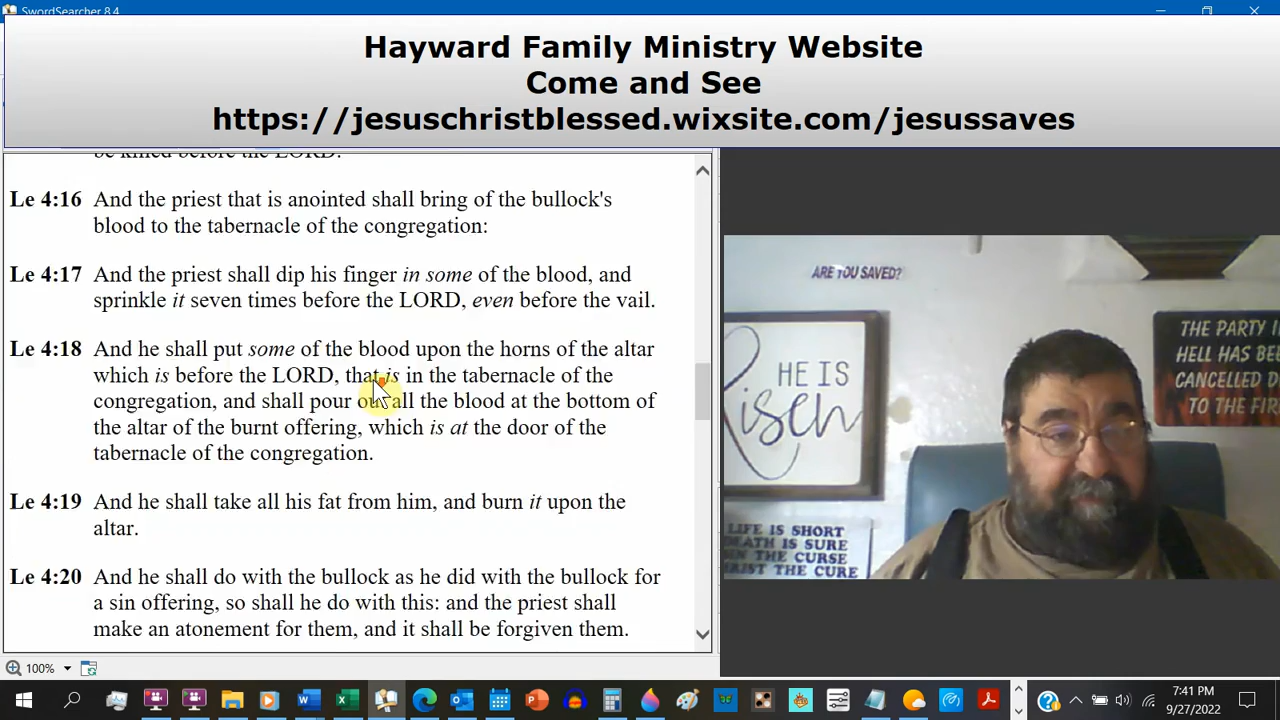 SwordSearcher 8.4
Hayward Family Ministry Website
Come and See
https://jesuschristblessed.wixsite.com/jesussaves
be killed before the LORD.
Le 4:16 And the priest that is anointed shall bring of the bullock's
blood to the tabernacle of the congregation:
Le 4:17 And the priest shall dip his finger in some of the blood, and
sprinkle it seven times before the LORD, even before the vail.
Le 4:18 And he shall put some of the blood upon the horns of the altar
which is before the LORD, that is in the tabernacle of the
congregation, and shall pour out all the blood at the bottom of
the altar of the burnt offering, which is at the door of the
tabernacle of the congregation.
Le 4:19 And he shall take all his fat from him, and burn it upon the
altar.
Le 4:20 And he shall do with the bullock as he did with the bullock for
a sin offering, so shall he do with this: and the priest shall
make an atonement for them, and it shall be forgiven them.
100%
ARE YOU SAVED?
HE IS
Risen
THE PARTY I
HELL HAS BEE
CANCELLED D
TO THE FIR
LIFE IS SHORT
DEATH IS SURE
THE CURSE
THE CURE
7:41 PM
9/27/2022